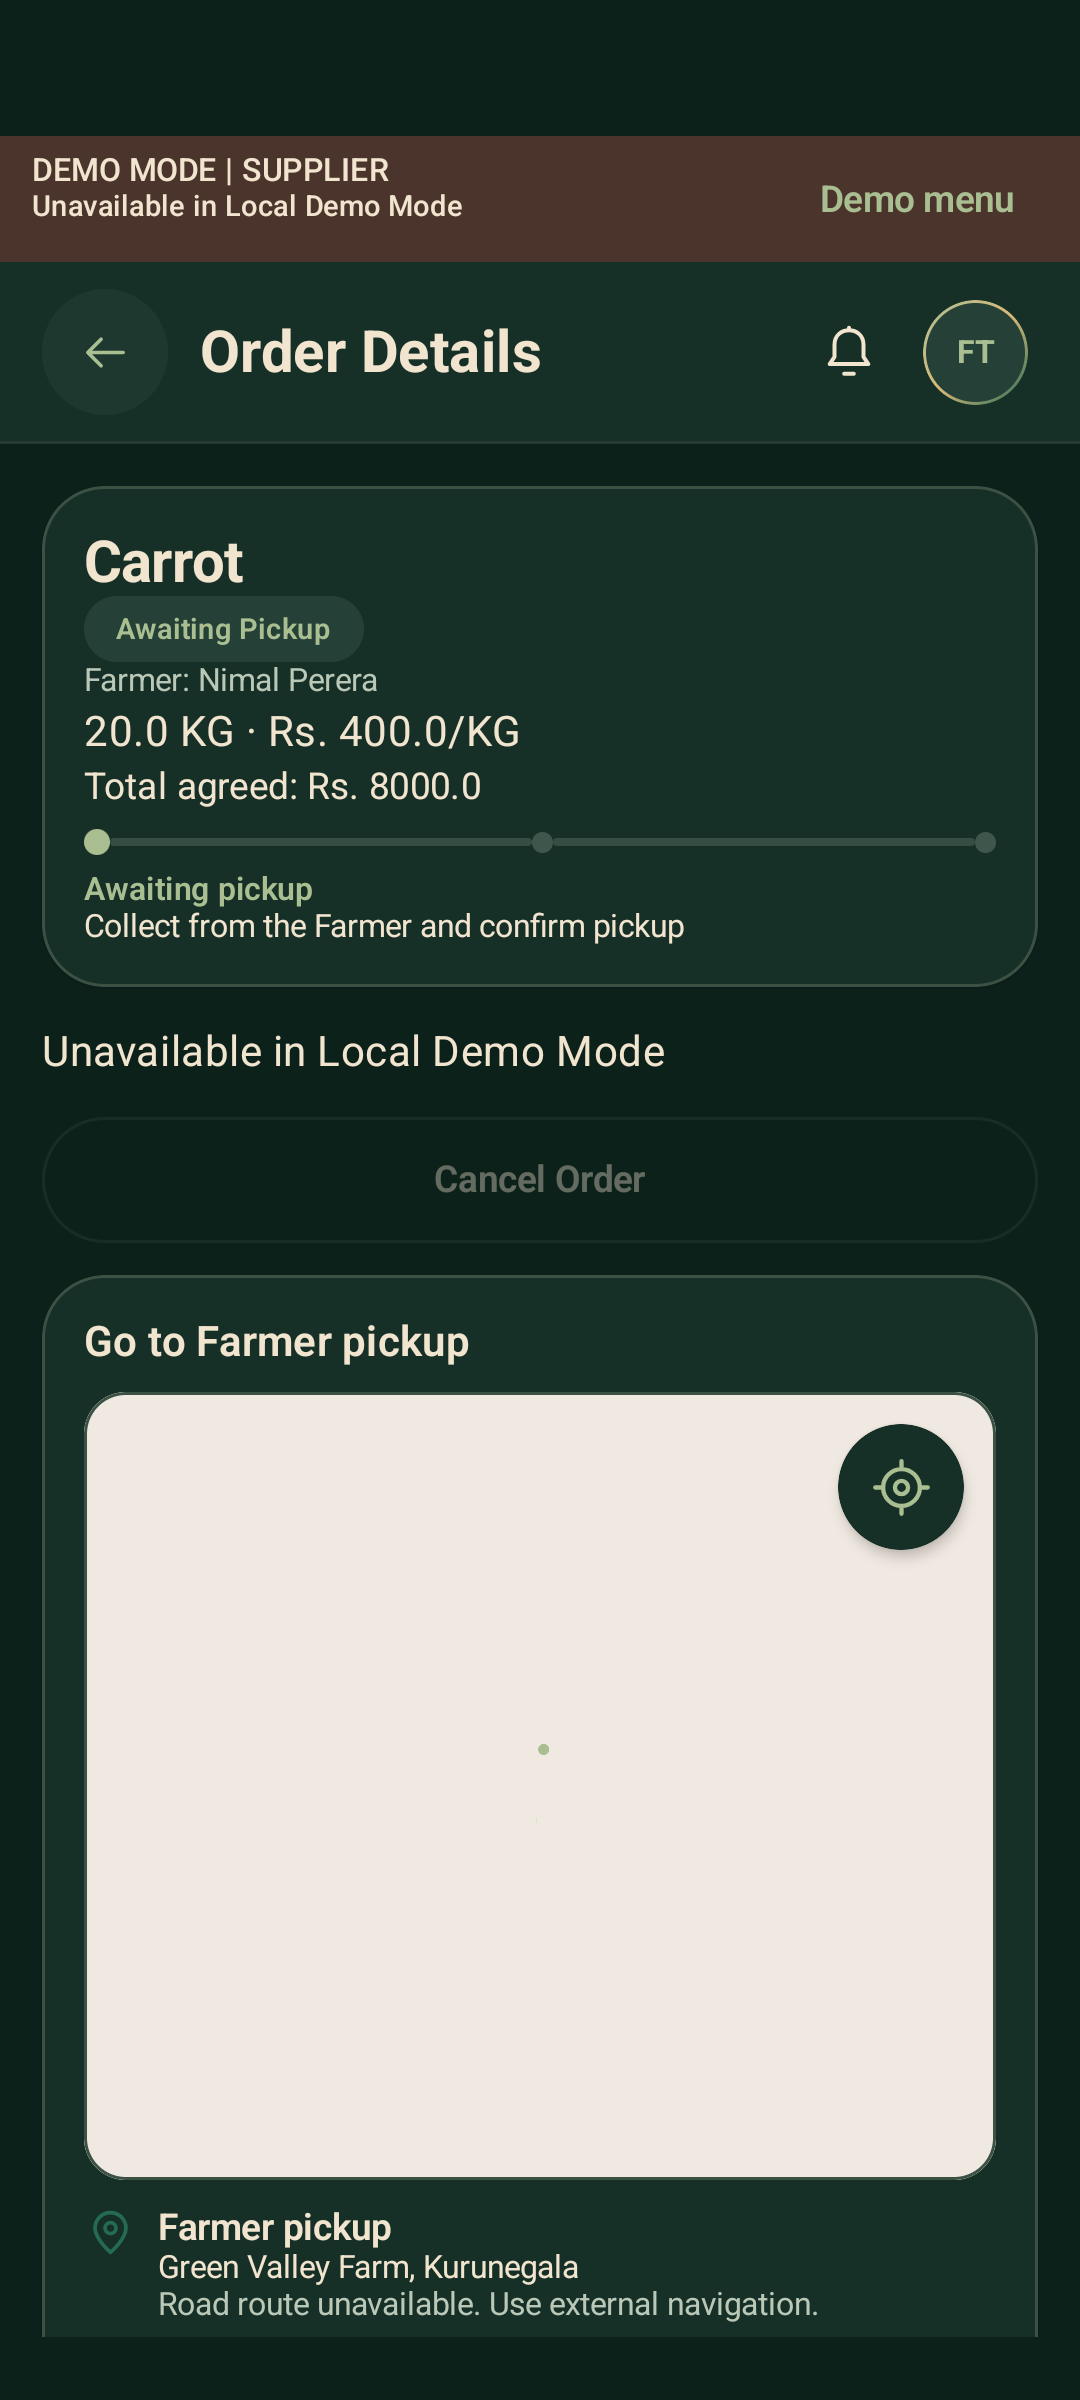 DEMO MODE | SUPPLIER
Unavailable in Local Demo Mode
Demo menu
Order Details
FT
Carrot
Awaiting Pickup
Farmer: Nimal Perera
20.0 KG · Rs. 400.0/KG
Total agreed: Rs. 8000.0
Awaiting pickup
Collect from the Farmer and confirm pickup
Unavailable in Local Demo Mode
Cancel Order
Go to Farmer pickup
Farmer pickup
Green Valley Farm, Kurunegala
Road route unavailable. Use external navigation.